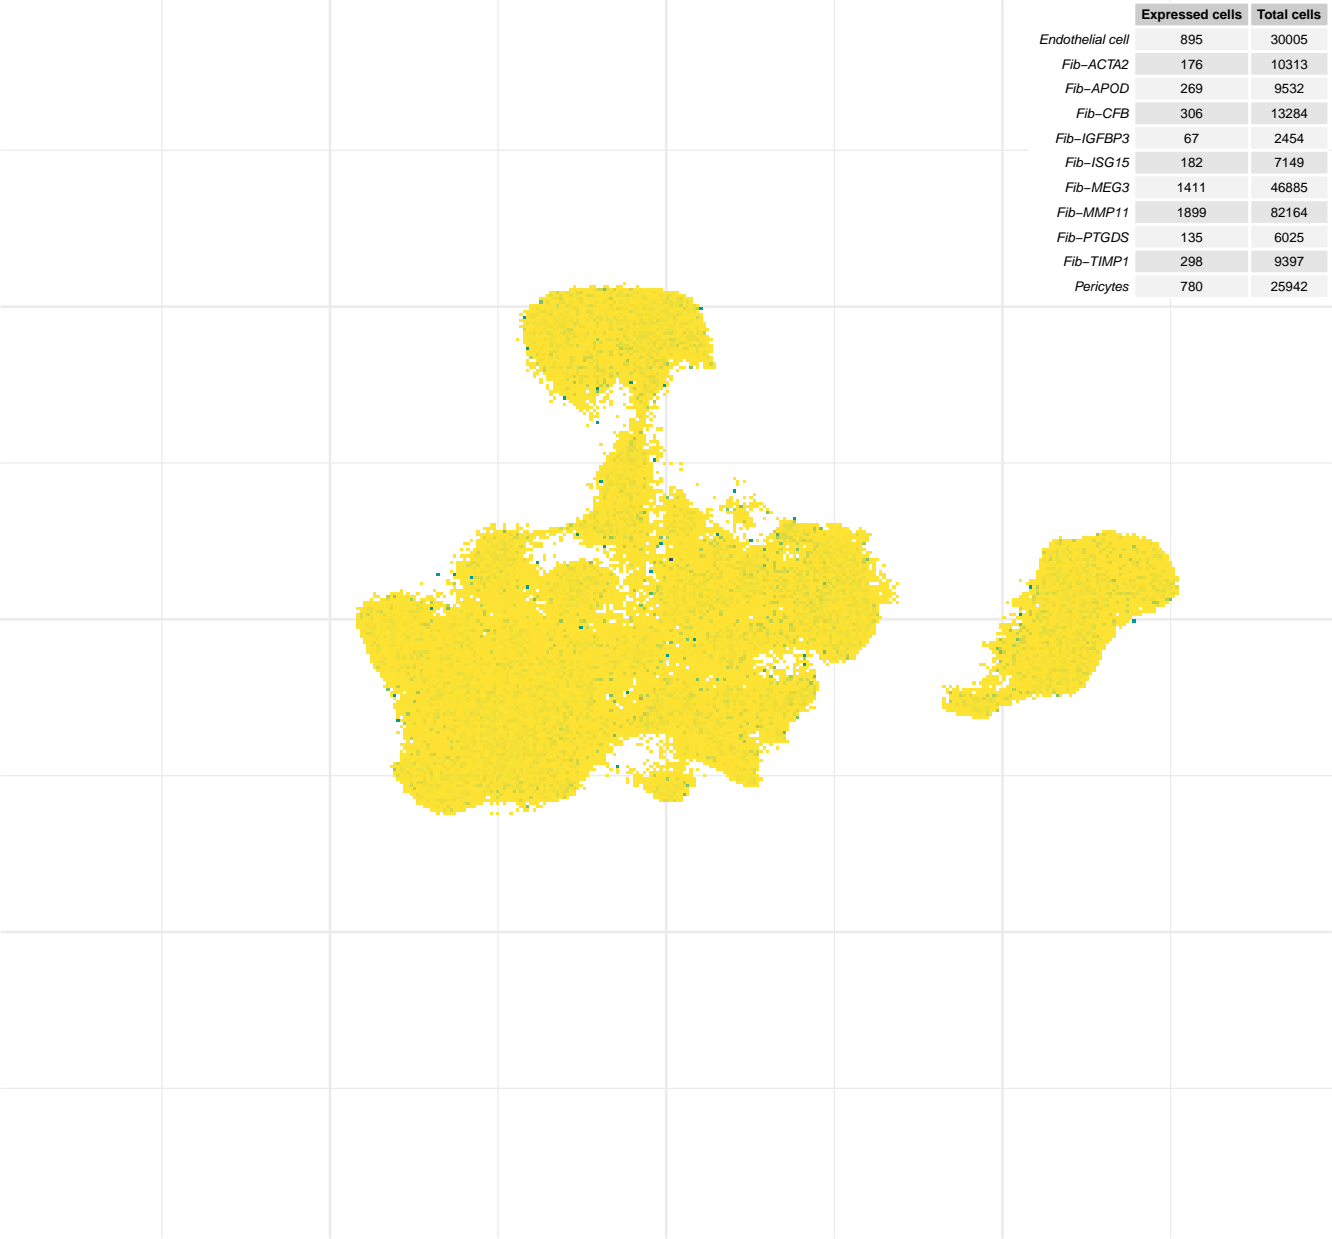 Expressed cells Total cells
Endothelial cell 895 30005
Fib−ACTA2 176 10313
Fib−APOD 269 9532
Fib−CFB 306 13284
Fib−IGFBP3 67 2454
Fib−ISG15 182 7149
Fib−MEG3 1411 46885
Fib−MMP11 1899 82164
Fib−PTGDS 135 6025
Fib−TIMP1 298 9397
Pericytes 780 25942